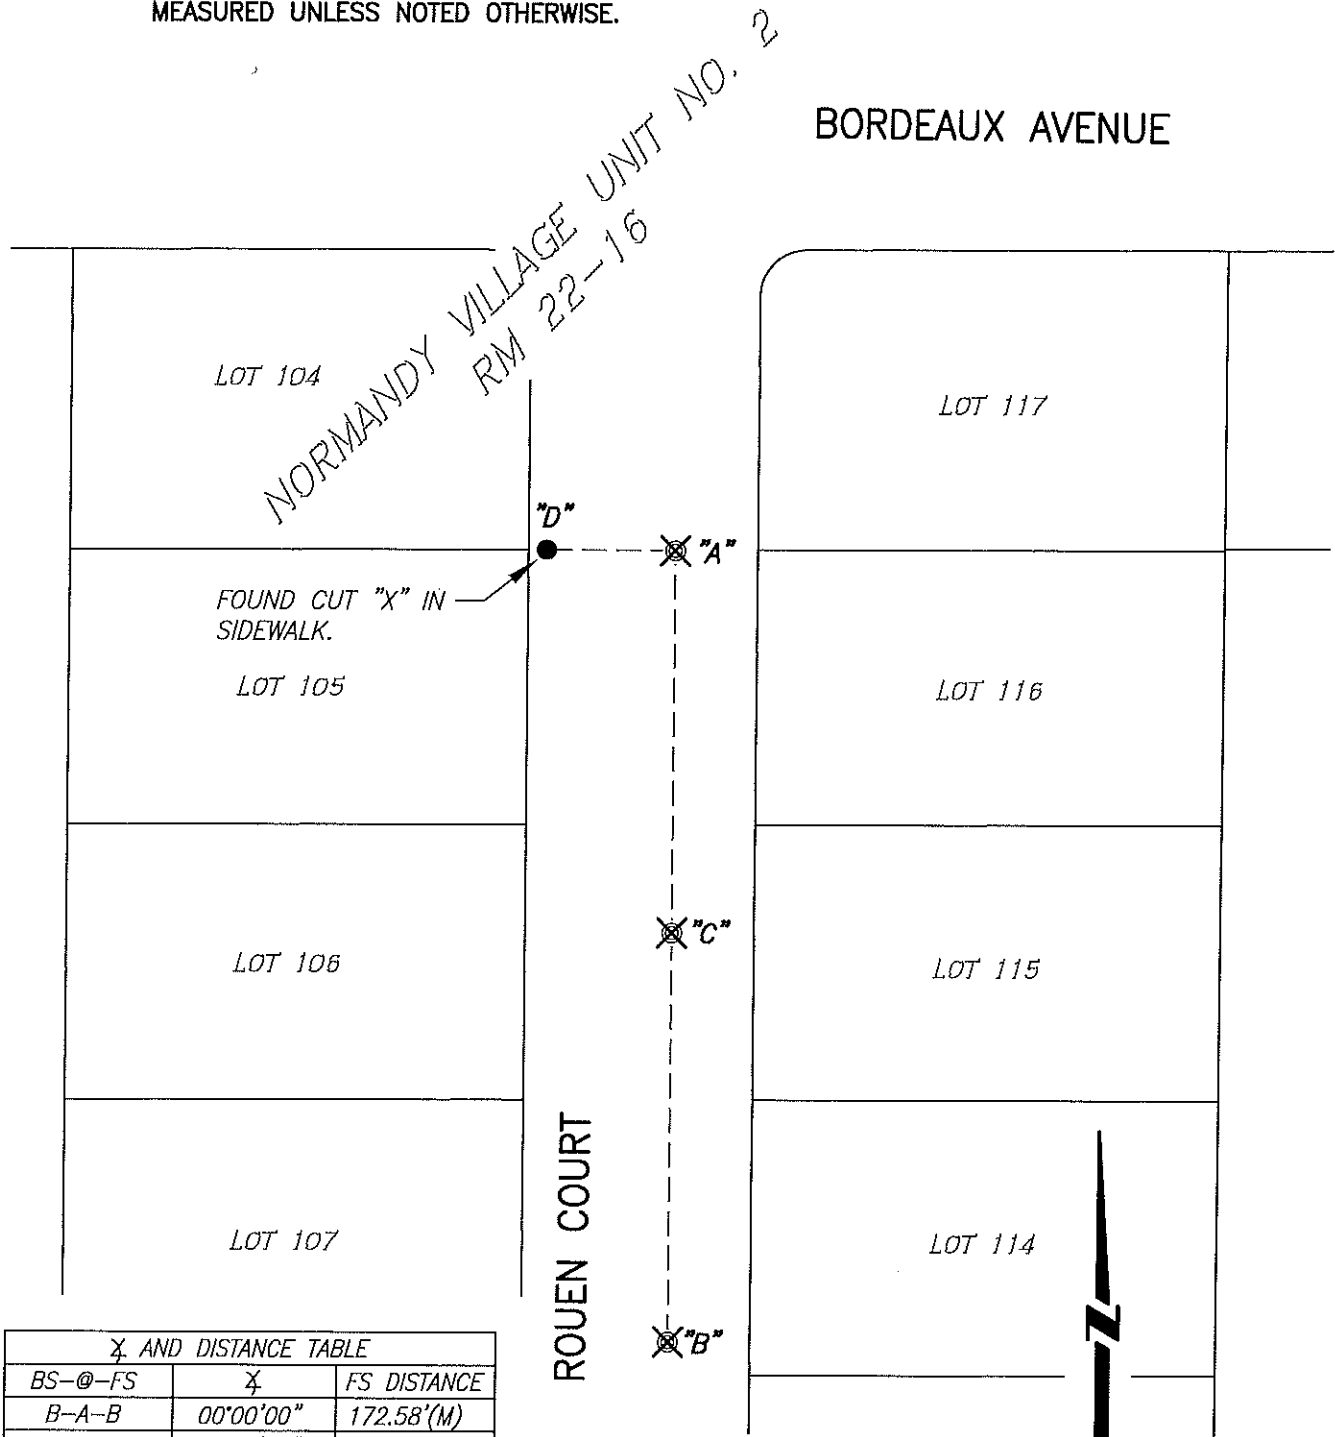 MEASURED UNLESS NOTED OTHERWISE.
NORMANDY VILLAGE UNIT NO. 2
RM 22-16
BORDEAUX AVENUE
LOT 104
LOT 117
"D"
"A"
FOUND CUT "X" IN
SIDEWALK.
LOT 105
LOT 116
"C"
LOT 106
LOT 115
ROUEN COURT
LOT 107
LOT 114
"B"
N
AND DISTANCE TABLE
BS-@-FS FS DISTANCE
B-A-B 00°00'00" 172.58'(M)